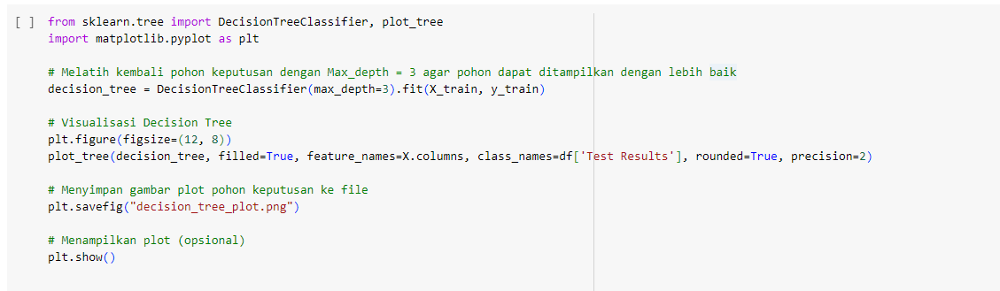 [ ] from sklearn.tree import DecisionTreeClassifier, plot_tree
import matplotlib.pyplot as plt
# Melatih kembali pohon keputusan dengan Max_depth = 3 agar pohon dapat ditampilkan dengan lebih baik
decision_tree = DecisionTreeClassifier(max_depth=3).fit(X_train, y_train)
# Visualisasi Decision Tree
plt.figure(figsize=(12, 8))
plot_tree(decision_tree, filled=True, feature_names=X.columns, class_names=df['Test Results'], rounded=True, precision=2)
# Menyimpan gambar plot pohon keputusan ke file
plt.savefig("decision_tree_plot.png")
# Menampilkan plot (opsional)
plt.show()